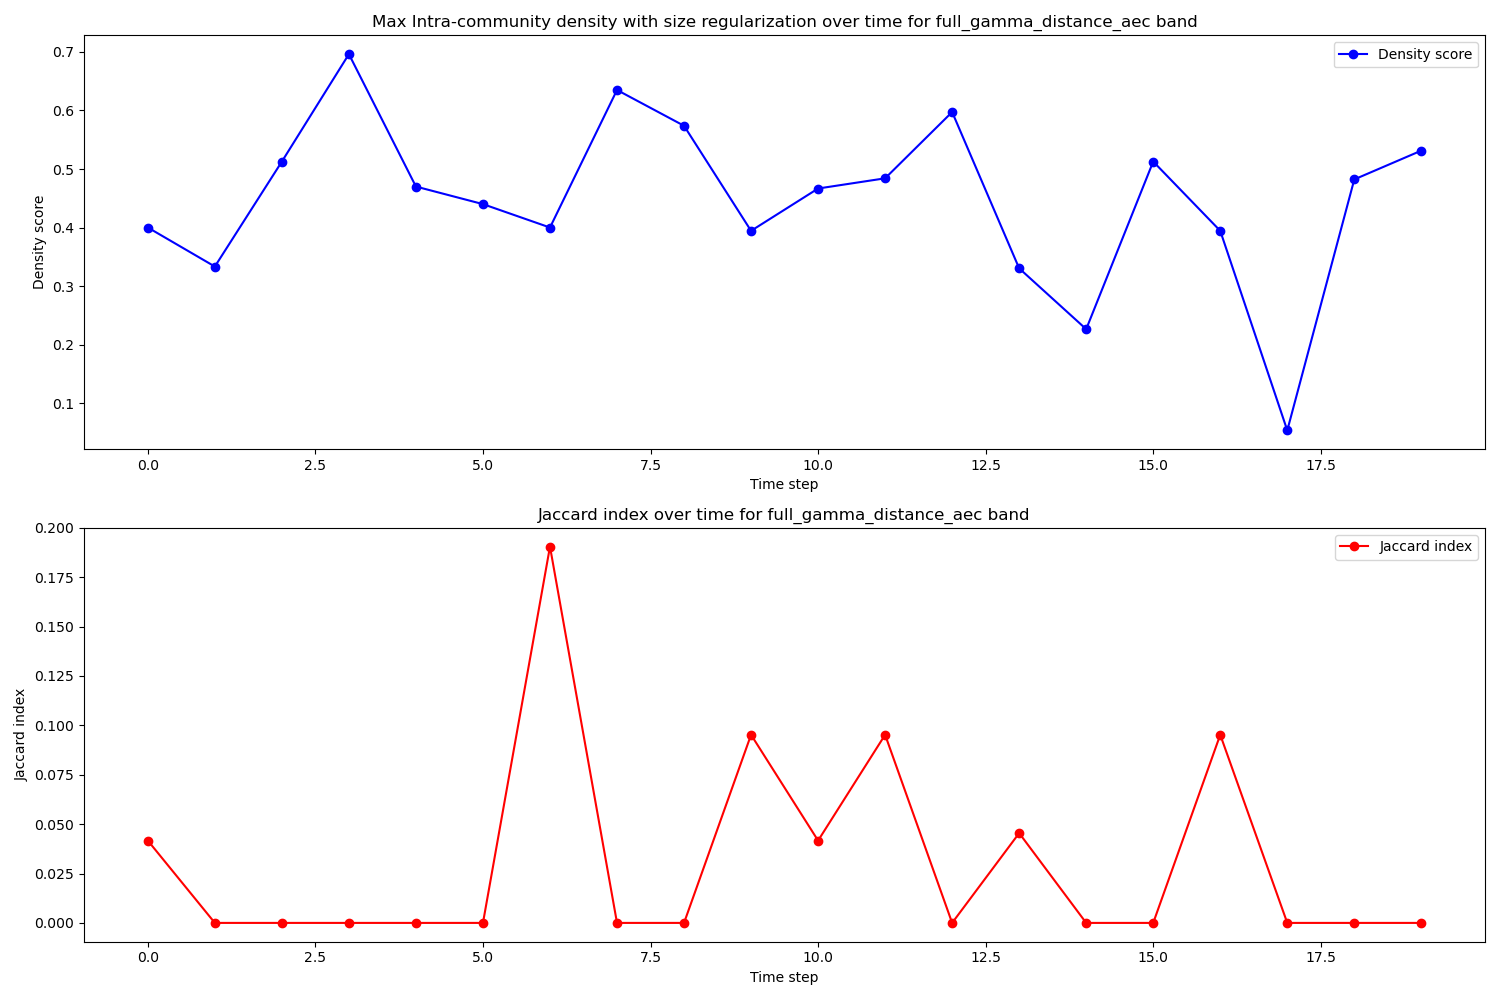 Max Intra-community density with size regularization over time for full_gamma_distance_aec band
Density score
0.7
0.6
0.5
0.4
0.3
0.2
0.1
Density score
0.0 2.5 5.0 7.5 10.0 12.5 15.0 17.5
Time step
Jaccard index over time for full_gamma_distance_aec band
Jaccard index
0.200
0.175
0.150
0.125
0.100
0.075
0.050
0.025
0.000
Jaccard index
0.0 2.5 5.0 7.5 10.0 12.5 15.0 17.5
Time step